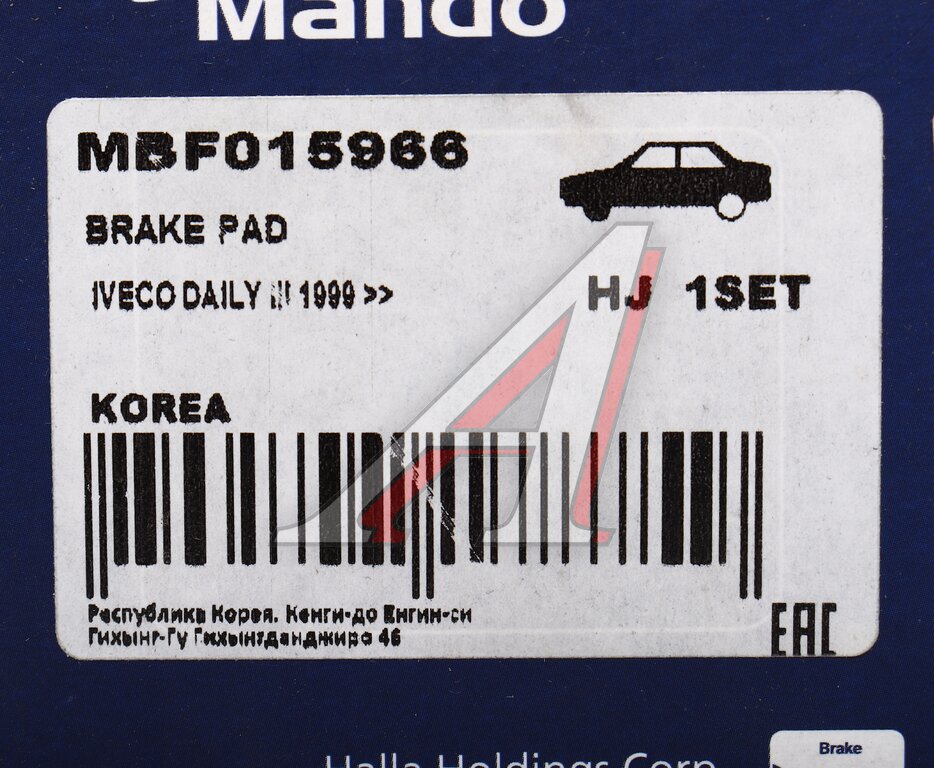 Mando
MBF015966
BRAKE PAD
IVECO DAILY III 1999 >>
HJ 1SET
KOREA
Республика Корея. Кенги-до Енгин-си
Гихынг-Гу Гихынгданджиро 46
EAC
Halla Holdings Corp
Brake